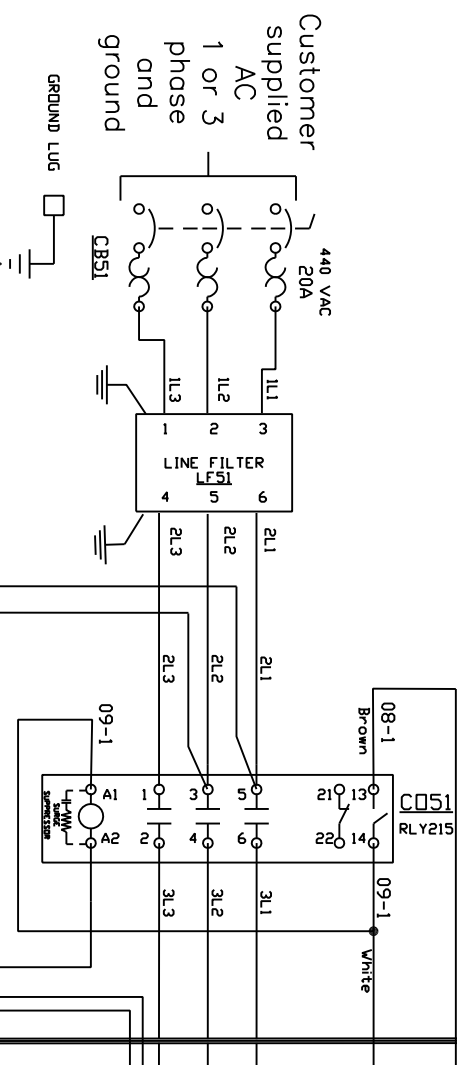 Customer
supplied
AC
1 or 3
phase
and
ground
GROUND LUG
440 VAC
20A
CB51
1L3
1L2
1L1
1
2
3
LINE FILTER
LF51
4
5
6
2L3
2L2
2L1
2L3
2L2
2L1
09-1
08-1
Brown
CO51
RLY215
A1
1
3
5
21
13
SURGE
SUPPRESSOR
A2
2
4
6
22
14
3L3
3L2
3L1
09-1
White